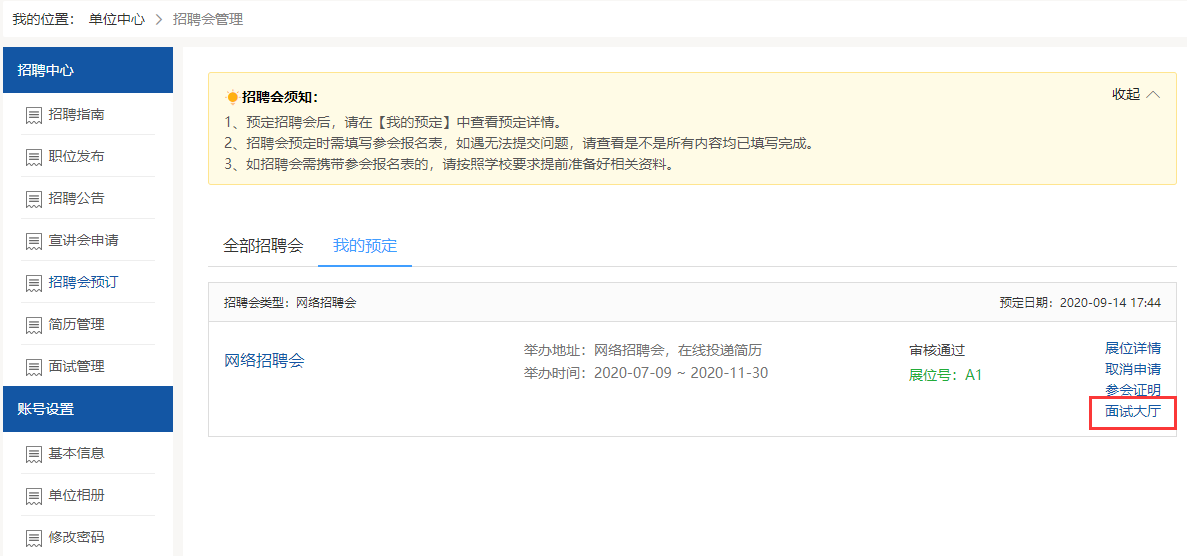 我的位置： 单位中心 > 招聘会管理
招聘中心
招聘指南
职位发布
招聘公告
宣讲会申请
招聘会预订
简历管理
面试管理
账号设置
基本信息
单位相册
修改密码
招聘会须知：
收起
1、预定招聘会后，请在【我的预定】中查看预定详情。
2、招聘会预定时需填写参会报名表，如遇无法提交问题，请查看是不是所有内容均已填写完成。
3、如招聘会需携带参会报名表的，请按照学校要求提前准备好相关资料。
全部招聘会 我的预定
招聘会类型：网络招聘会 预定日期：2020-09-14 17:44
网络招聘会
举办地址：网络招聘会，在线投递简历
举办时间：2020-07-09 ~ 2020-11-30
审核通过
展位号：A1
展位详情
取消申请
参会证明
面试大厅